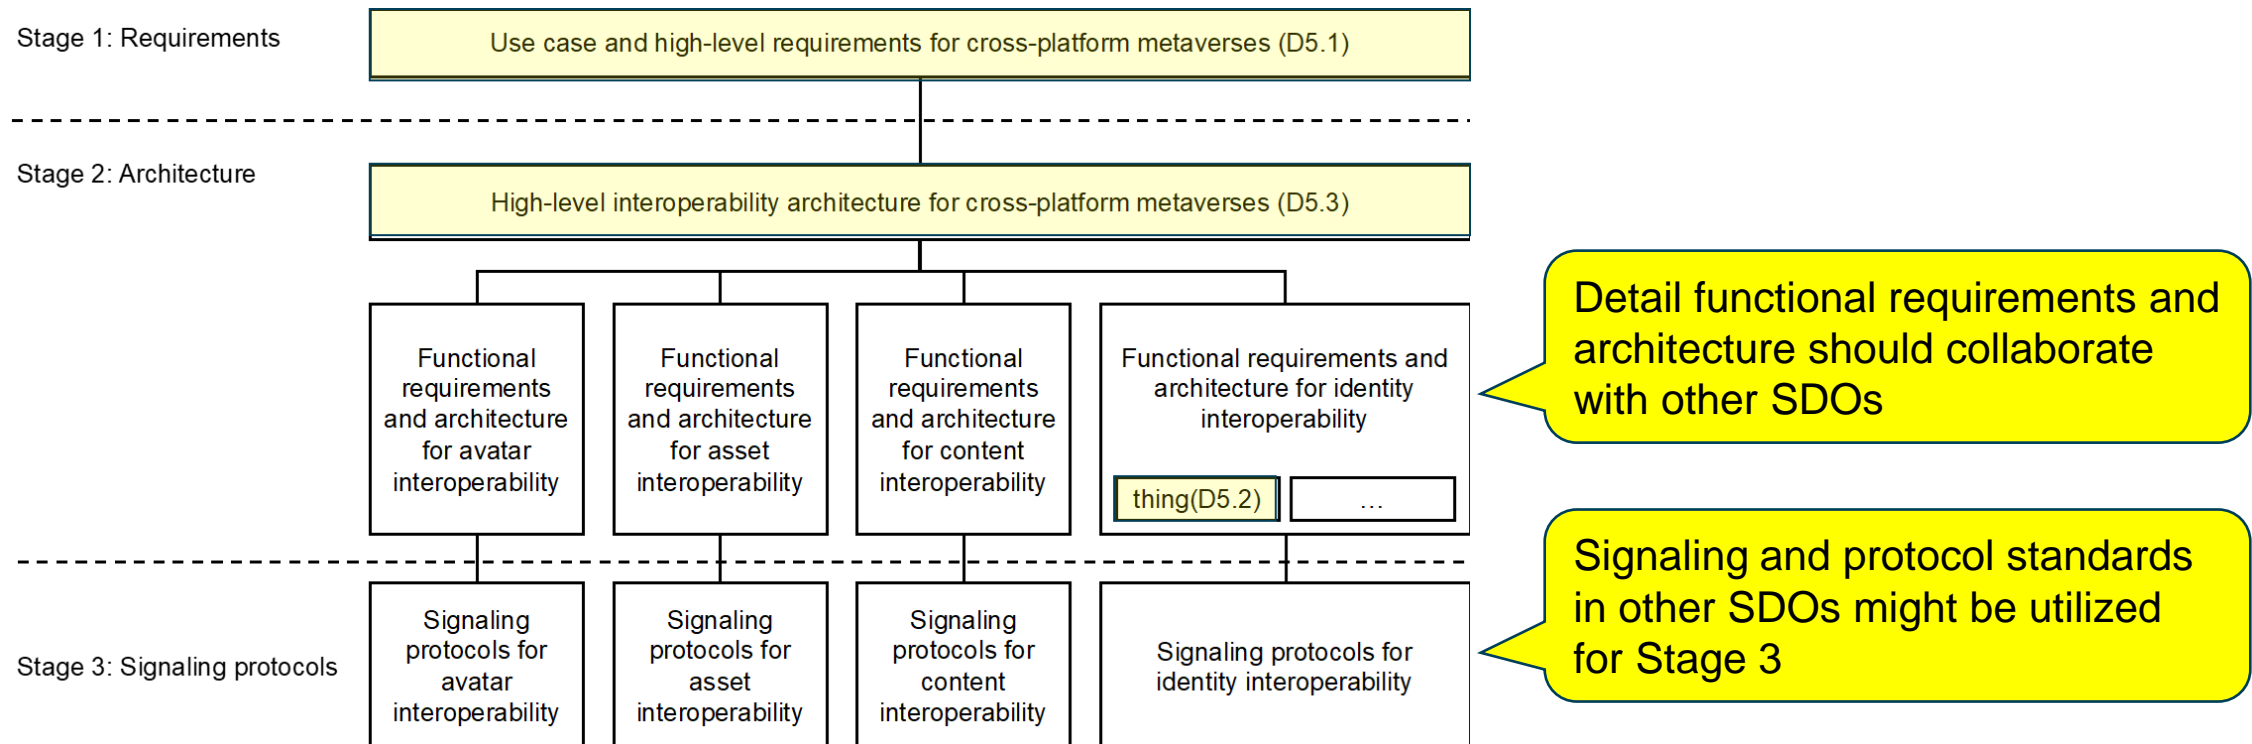 Stage 1: Requirements
Use case and high-level requirements for cross-platform metaverses (D5.1)
Stage 2: Architecture
High-level interoperability architecture for cross-platform metaverses (D5.3)
Functional
requirements
and architecture
for avatar
interoperability
Functional
requirements
and architecture
for asset
interoperability
Functional
requirements
and architecture
for content
interoperability
Functional requirements and
architecture for identity
interoperability
thing(D5.2)
...
Detail functional requirements and
architecture should collaborate
with other SDOs
Stage 3: Signaling protocols
Signaling
protocols for
avatar
interoperability
Signaling
protocols for
asset
interoperability
Signaling
protocols for
content
interoperability
Signaling protocols for
identity interoperability
Signaling and protocol standards
in other SDOs might be utilized
for Stage 3